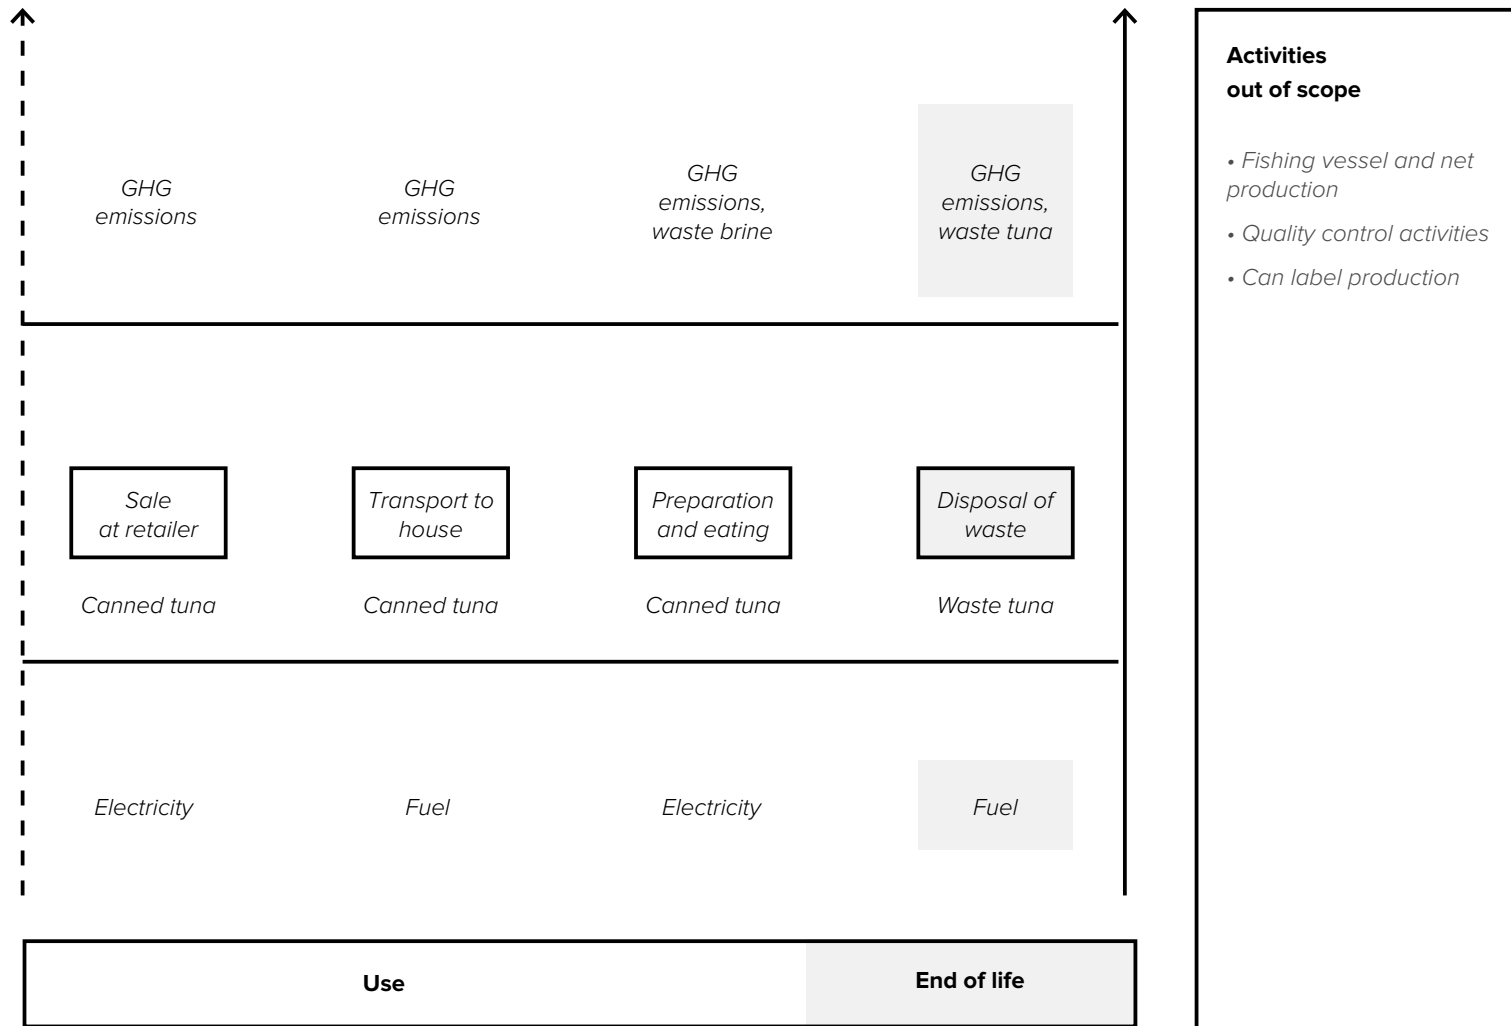 GHG
emissions
GHG
emissions
GHG
emissions,
waste brine
GHG
emissions,
waste tuna
Sale
at retailer
Transport to
house
Preparation
and eating
Disposal of
waste
Canned tuna
Canned tuna
Canned tuna
Waste tuna
Electricity
Fuel
Electricity
Fuel
Use
End of life
Activities
out of scope
• Fishing vessel and net
production
• Quality control activities
• Can label production